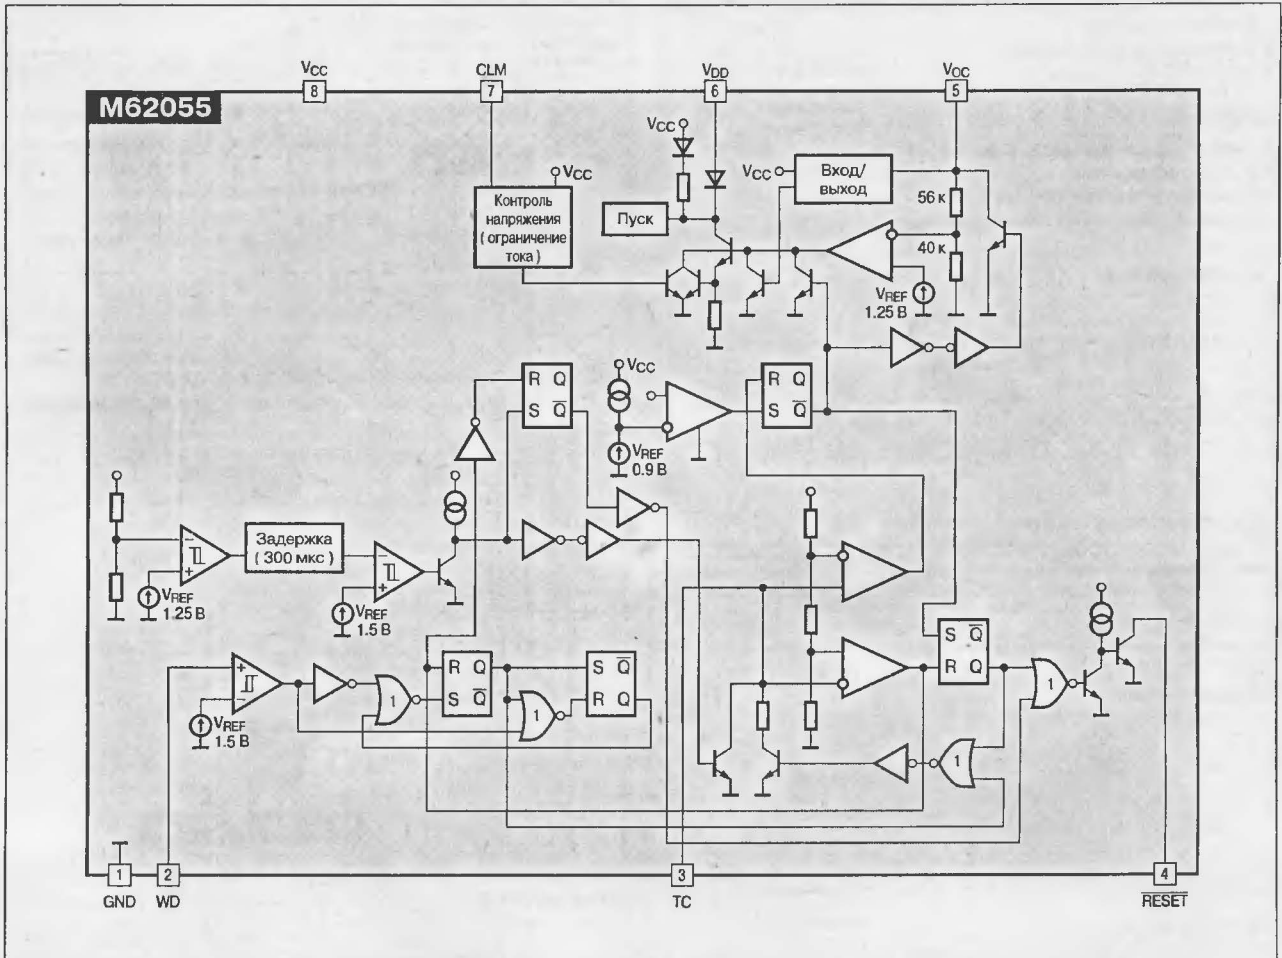 VCC
8
CLM
7
VDD
6
VOC
5
M62055
VCC
VCC
VCC
Вход/
выход
Контроль
напряжения
( ограничение
тока )
Пуск
56 к
40 к
VREF
1.25 В
VCC
R Q
S Q̅
R Q
S Q̅
VREF
0.9 В
Задержка
( 300 мкс )
VREF
1.25 В
VREF
1.5 В
S Q̅
R Q
R Q
S Q̅
S Q̅
R Q
1
1
1
1
VREF
1.5 В
1
GND
2
WD
3
TC
4
RESET